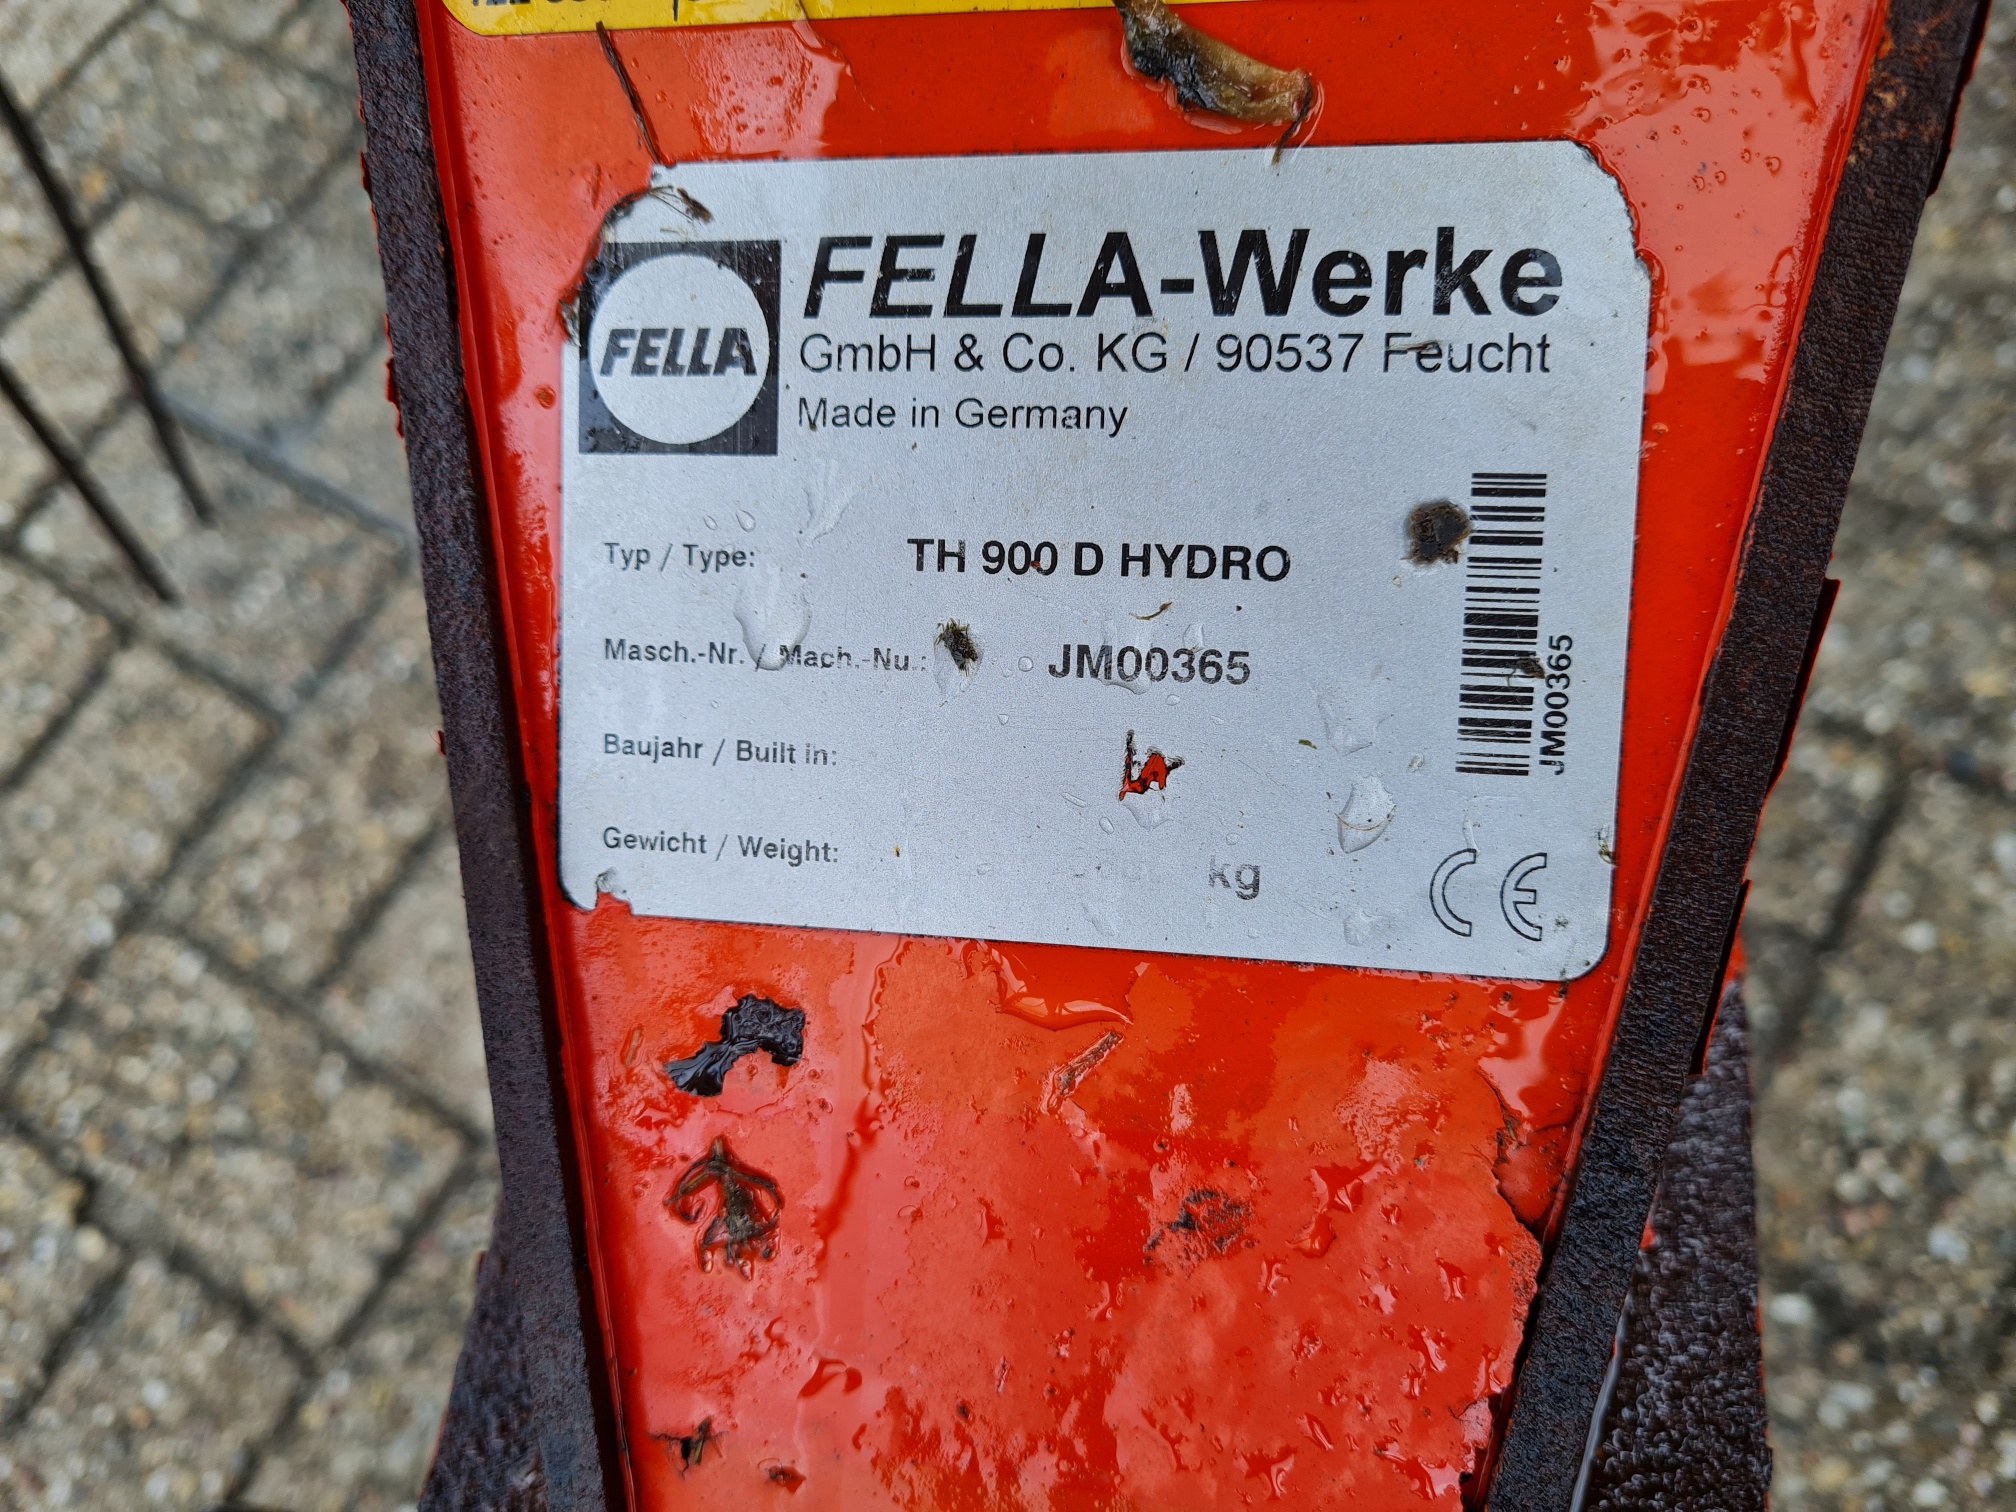 FELLA
FELLA-Werke
GmbH & Co. KG / 90537 Feucht
Made in Germany
Typ / Type: TH 900 D HYDRO
Masch.-Nr. / Mach.-Nu.: JM00365
JM00365
Baujahr / Built in:
Gewicht / Weight: kg
CE